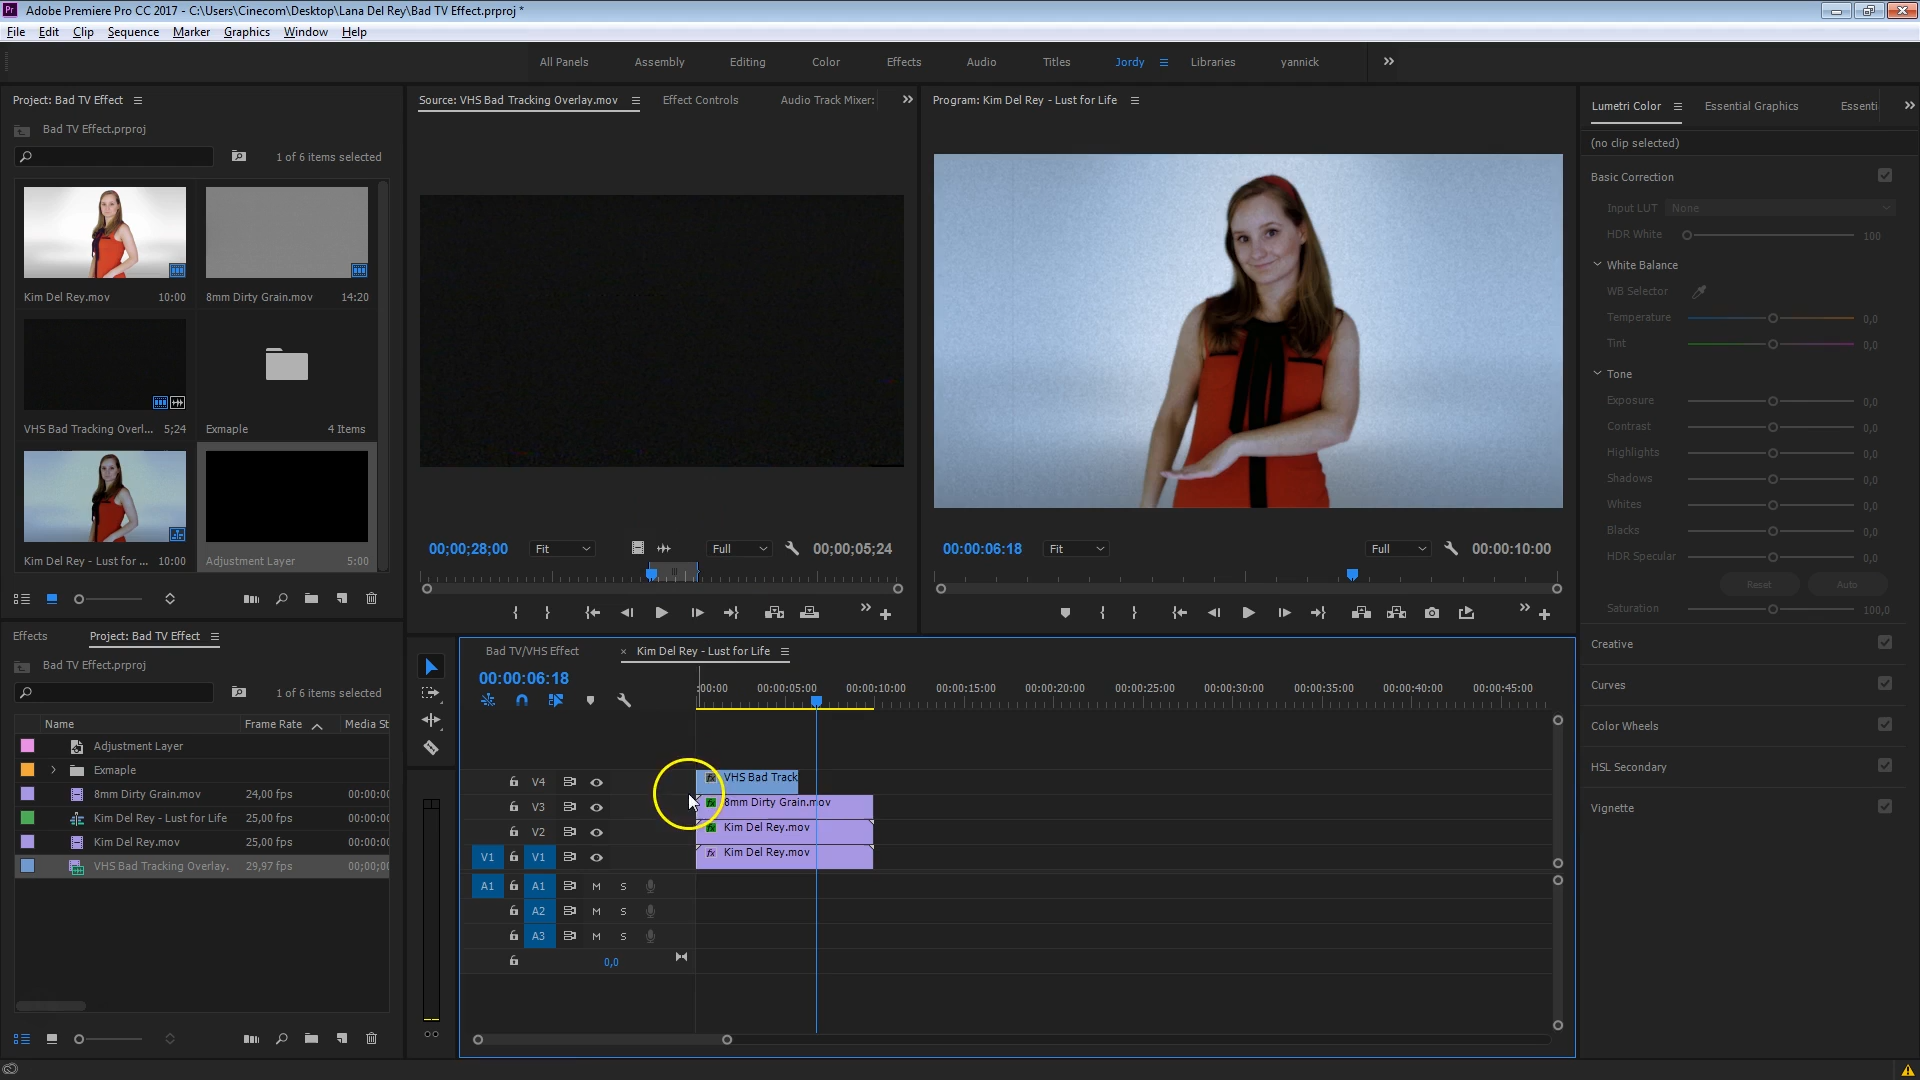 Adobe Premiere Pro CC 2017 - C:\Users\Cinecom\Desktop\Lana Del Rey\Bad TV Effect.prproj *
File Edit Clip Sequence Marker Graphics Window Help
All Panels Assembly Editing Color Effects Audio Titles Jordy Libraries yannick
Project: Bad TV Effect
Bad TV Effect.prproj
1 of 6 items selected
Kim Del Rey.mov 10:00
8mm Dirty Grain.mov 14:20
VHS Bad Tracking Overl... 5;24
Exmaple 4 Items
Kim Del Rey - Lust for ... 10:00
Adjustment Layer 5:00
Source: VHS Bad Tracking Overlay.mov Effect Controls Audio Track Mixer:
00;00;28;00 Fit Full 00;00;05;24
Program: Kim Del Rey - Lust for Life
00:00:06:18 Fit Full 00:00:10:00
Lumetri Color Essential Graphics Essenti
(no clip selected)
Basic Correction
Input LUT None
HDR White 100
White Balance
WB Selector
Temperature 0,0
Tint 0,0
Tone
Exposure 0,0
Contrast 0,0
Highlights 0,0
Shadows 0,0
Whites 0,0
Blacks 0,0
HDR Specular 0,0
Reset Auto
Saturation 100,0
Creative
Curves
Color Wheels
HSL Secondary
Vignette
Effects Project: Bad TV Effect
Bad TV Effect.prproj
1 of 6 items selected
Name Frame Rate Media St
Adjustment Layer
Exmaple
8mm Dirty Grain.mov 24,00 fps 00:00:0
Kim Del Rey - Lust for Life 25,00 fps 00:00:0
Kim Del Rey.mov 25,00 fps 00:00:0
VHS Bad Tracking Overlay. 29,97 fps 00;00;0
Bad TV/VHS Effect × Kim Del Rey - Lust for Life
00:00:06:18
:00:00 00:00:05:00 00:00:10:00 00:00:15:00 00:00:20:00 00:00:25:00 00:00:30:00 00:00:35:00 00:00:40:00 00:00:45:00
V4 fx VHS Bad Track
V3 fx 8mm Dirty Grain.mov
V2 fx Kim Del Rey.mov
V1 V1 fx Kim Del Rey.mov
A1 A1 M S
A2 M S
A3 M S
0,0